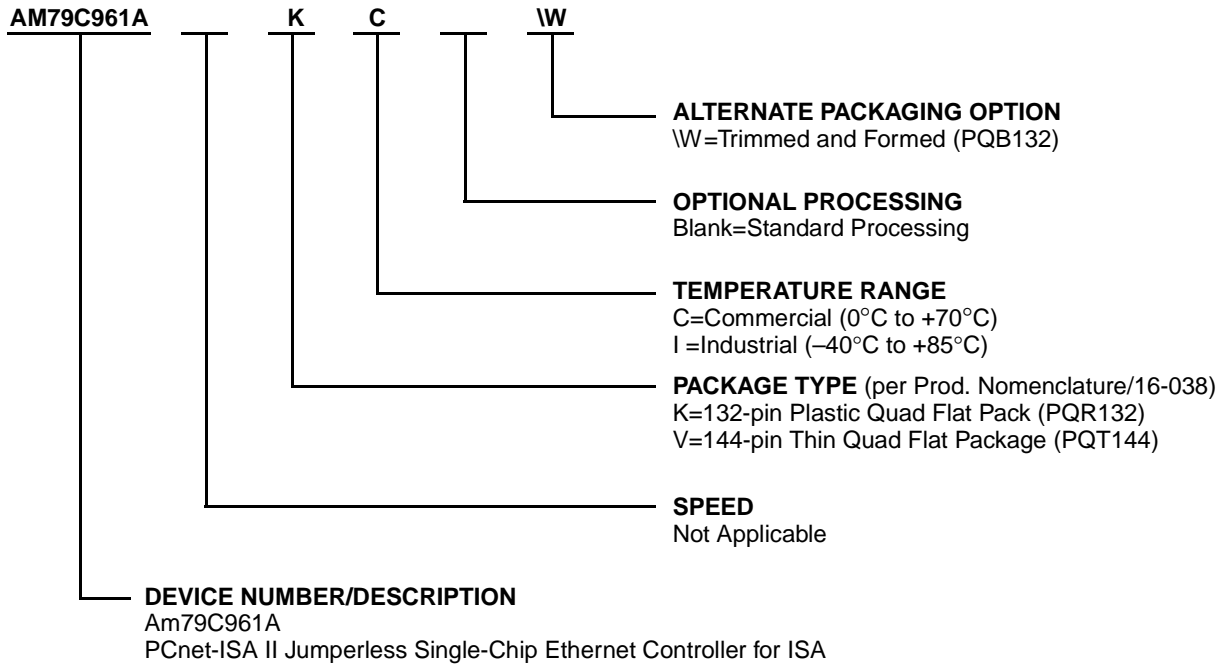 AM79C961A K C \W
ALTERNATE PACKAGING OPTION
\W=Trimmed and Formed (PQB132)
OPTIONAL PROCESSING
Blank=Standard Processing
TEMPERATURE RANGE
C=Commercial (0°C to +70°C)
I =Industrial (–40°C to +85°C)
PACKAGE TYPE (per Prod. Nomenclature/16-038)
K=132-pin Plastic Quad Flat Pack (PQR132)
V=144-pin Thin Quad Flat Package (PQT144)
SPEED
Not Applicable
DEVICE NUMBER/DESCRIPTION
Am79C961A
PCnet-ISA II Jumperless Single-Chip Ethernet Controller for ISA